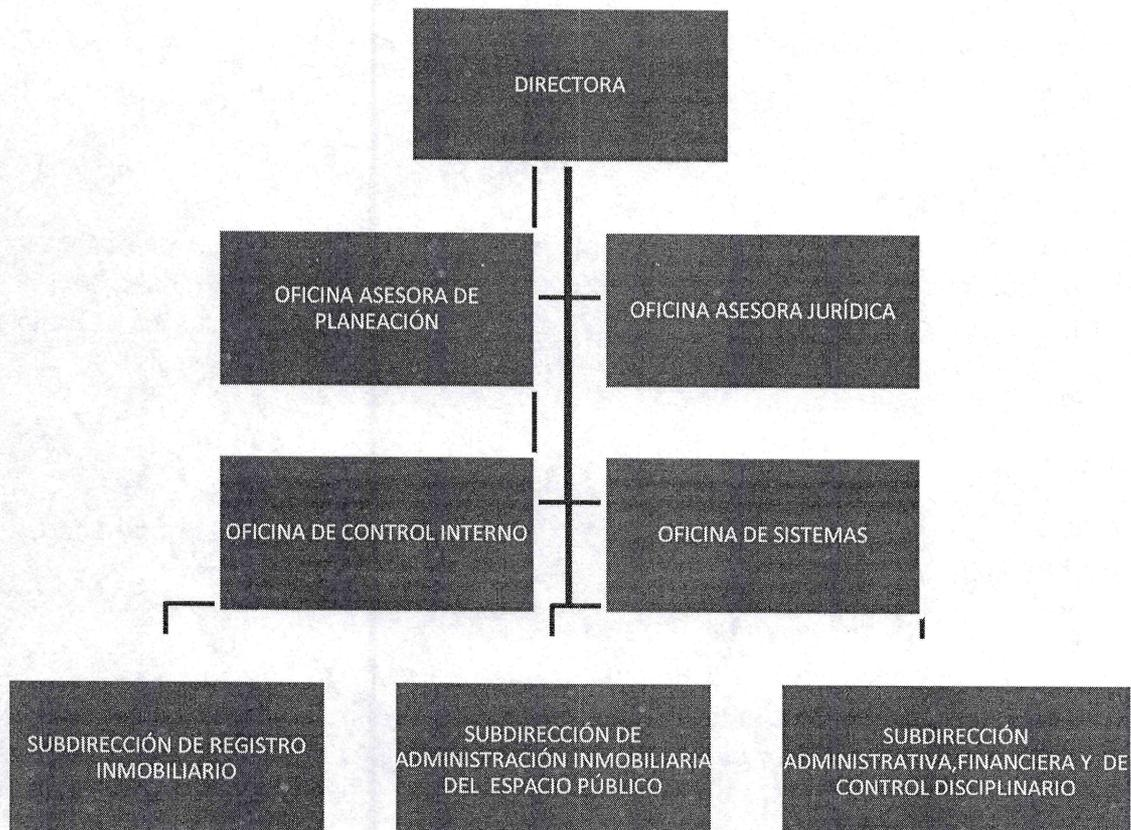 DIRECTORA
OFICINA ASESORA DE
PLANEACIÓN
OFICINA ASESORA JURÍDICA
OFICINA DE CONTROL INTERNO
OFICINA DE SISTEMAS
SUBDIRECCIÓN DE REGISTRO
INMOBILIARIO
SUBDIRECCIÓN DE
ADMINISTRACIÓN INMOBILIARIA
DEL ESPACIO PÚBLICO
SUBDIRECCIÓN
ADMINISTRATIVA,FINANCIERA Y DE
CONTROL DISCIPLINARIO